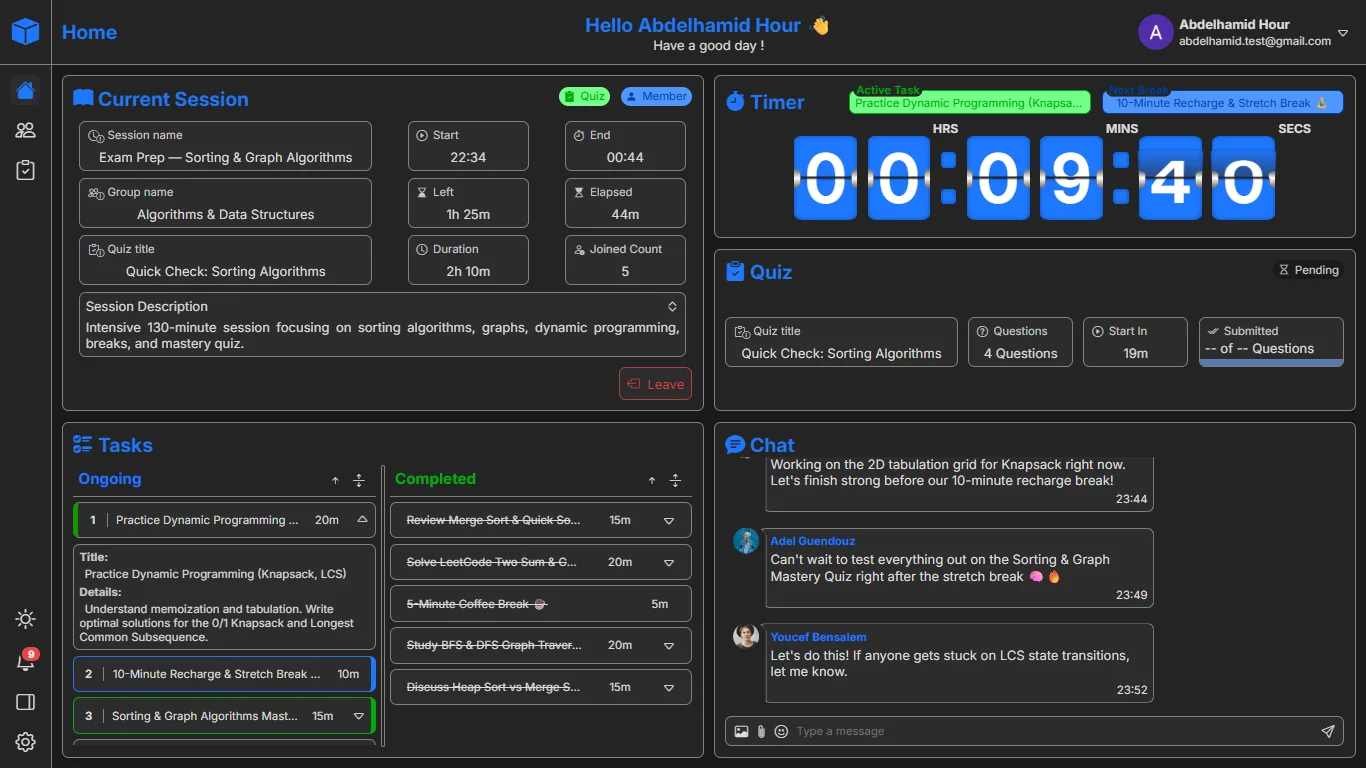 Home
Hello Abdelhamid Hour 👋
Have a good day !
A
Abdelhamid Hour
abdelhamid.test@gmail.com
Current Session
Quiz
Member
Session name
Exam Prep — Sorting & Graph Algorithms
Start
22:34
End
00:44
Group name
Algorithms & Data Structures
Left
1h 25m
Elapsed
44m
Quiz title
Quick Check: Sorting Algorithms
Duration
2h 10m
Joined Count
5
Session Description
Intensive 130-minute session focusing on sorting algorithms, graphs, dynamic programming,
breaks, and mastery quiz.
Leave
Timer
Active Task
Practice Dynamic Programming (Knapsa...
Next Break
10-Minute Recharge & Stretch Break 🧘
HRS
MINS
SECS
00:09:40
Quiz
Pending
Quiz title
Quick Check: Sorting Algorithms
Questions
4 Questions
Start In
19m
Submitted
-- of -- Questions
Tasks
Ongoing
1
Practice Dynamic Programming ...
20m
Title:
Practice Dynamic Programming (Knapsack, LCS)
Details:
Understand memoization and tabulation. Write
optimal solutions for the 0/1 Knapsack and Longest
Common Subsequence.
2
10-Minute Recharge & Stretch Break ...
10m
3
Sorting & Graph Algorithms Mast...
15m
Completed
Review Merge Sort & Quick So...
15m
Solve LeetCode Two Sum & C...
20m
5-Minute Coffee Break ☕
5m
Study BFS & DFS Graph Traver...
20m
Discuss Heap Sort vs Merge S...
15m
Chat
Working on the 2D tabulation grid for Knapsack right now.
Let's finish strong before our 10-minute recharge break!
23:44
Adel Guendouz
Can't wait to test everything out on the Sorting & Graph
Mastery Quiz right after the stretch break 🧠🔥
23:49
Youcef Bensalem
Let's do this! If anyone gets stuck on LCS state transitions,
let me know.
23:52
Type a message
9